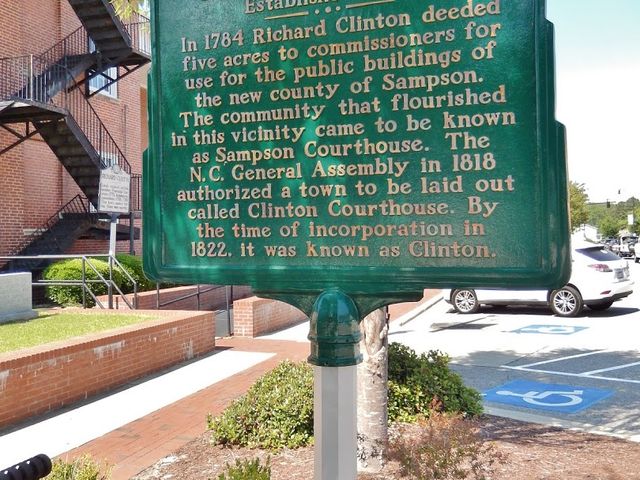 Established
In 1784 Richard Clinton deeded
five acres to commissioners for
use for the public buildings of
the new county of Sampson.
The community that flourished
in this vicinity came to be known
as Sampson Courthouse. The
N.C. General Assembly in 1818
authorized a town to be laid out
called Clinton Courthouse. By
the time of incorporation in
1822, it was known as Clinton.